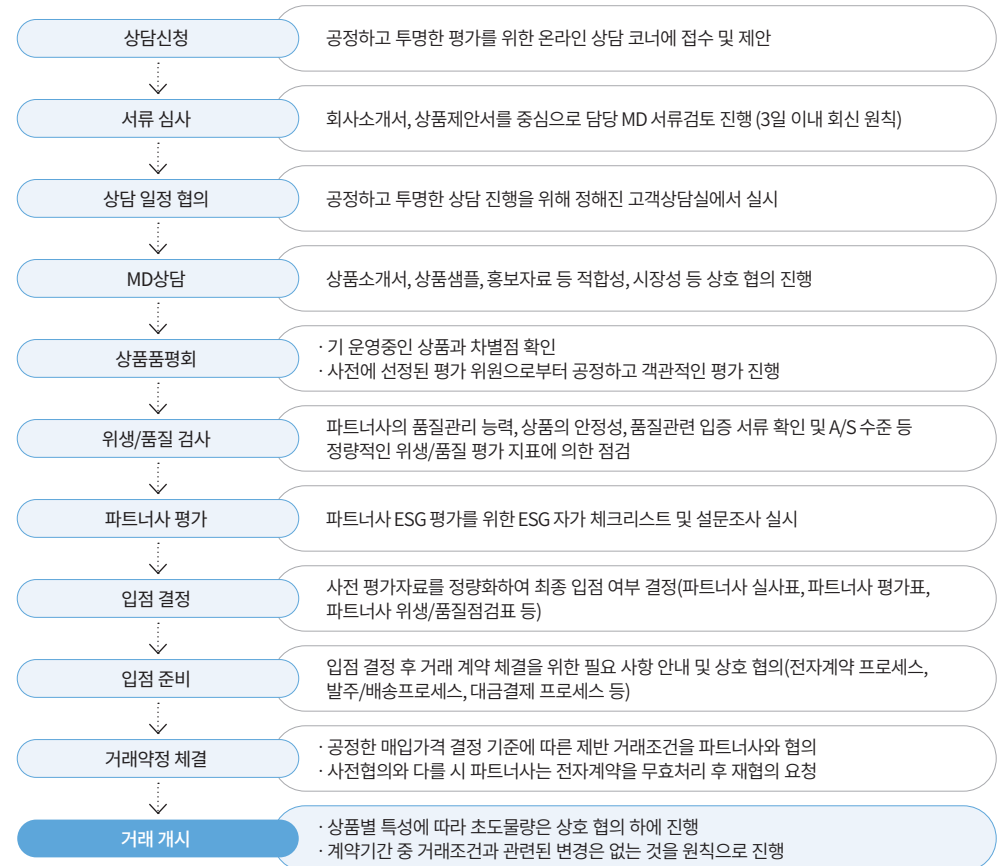 상담신청
공정하고 투명한 평가를 위한 온라인 상담 코너에 접수 및 제안
서류 심사
회사소개서, 상품제안서를 중심으로 담당 MD 서류검토 진행 (3일 이내 회신 원칙)
상담 일정 협의
공정하고 투명한 상담 진행을 위해 정해진 고객상담실에서 실시
MD상담
상품소개서, 상품샘플, 홍보자료 등 적합성, 시장성 등 상호 협의 진행
상품품평회
· 기 운영중인 상품과 차별점 확인
· 사전에 선정된 평가 위원으로부터 공정하고 객관적인 평가 진행
위생/품질 검사
파트너사의 품질관리 능력, 상품의 안정성, 품질관련 입증 서류 확인 및 A/S 수준 등
정량적인 위생/품질 평가 지표에 의한 점검
파트너사 평가
파트너사 ESG 평가를 위한 ESG 자가 체크리스트 및 설문조사 실시
입점 결정
사전 평가자료를 정량화하여 최종 입점 여부 결정(파트너사 실사표, 파트너사 평가표,
파트너사 위생/품질점검표 등)
입점 준비
입점 결정 후 거래 계약 체결을 위한 필요 사항 안내 및 상호 협의(전자계약 프로세스,
발주/배송프로세스, 대금결제 프로세스 등)
거래약정 체결
· 공정한 매입가격 결정 기준에 따른 제반 거래조건을 파트너사와 협의
· 사전협의와 다를 시 파트너사는 전자계약을 무효처리 후 재협의 요청
거래 개시
· 상품별 특성에 따라 초도물량은 상호 협의 하에 진행
· 계약기간 중 거래조건과 관련된 변경은 없는 것을 원칙으로 진행